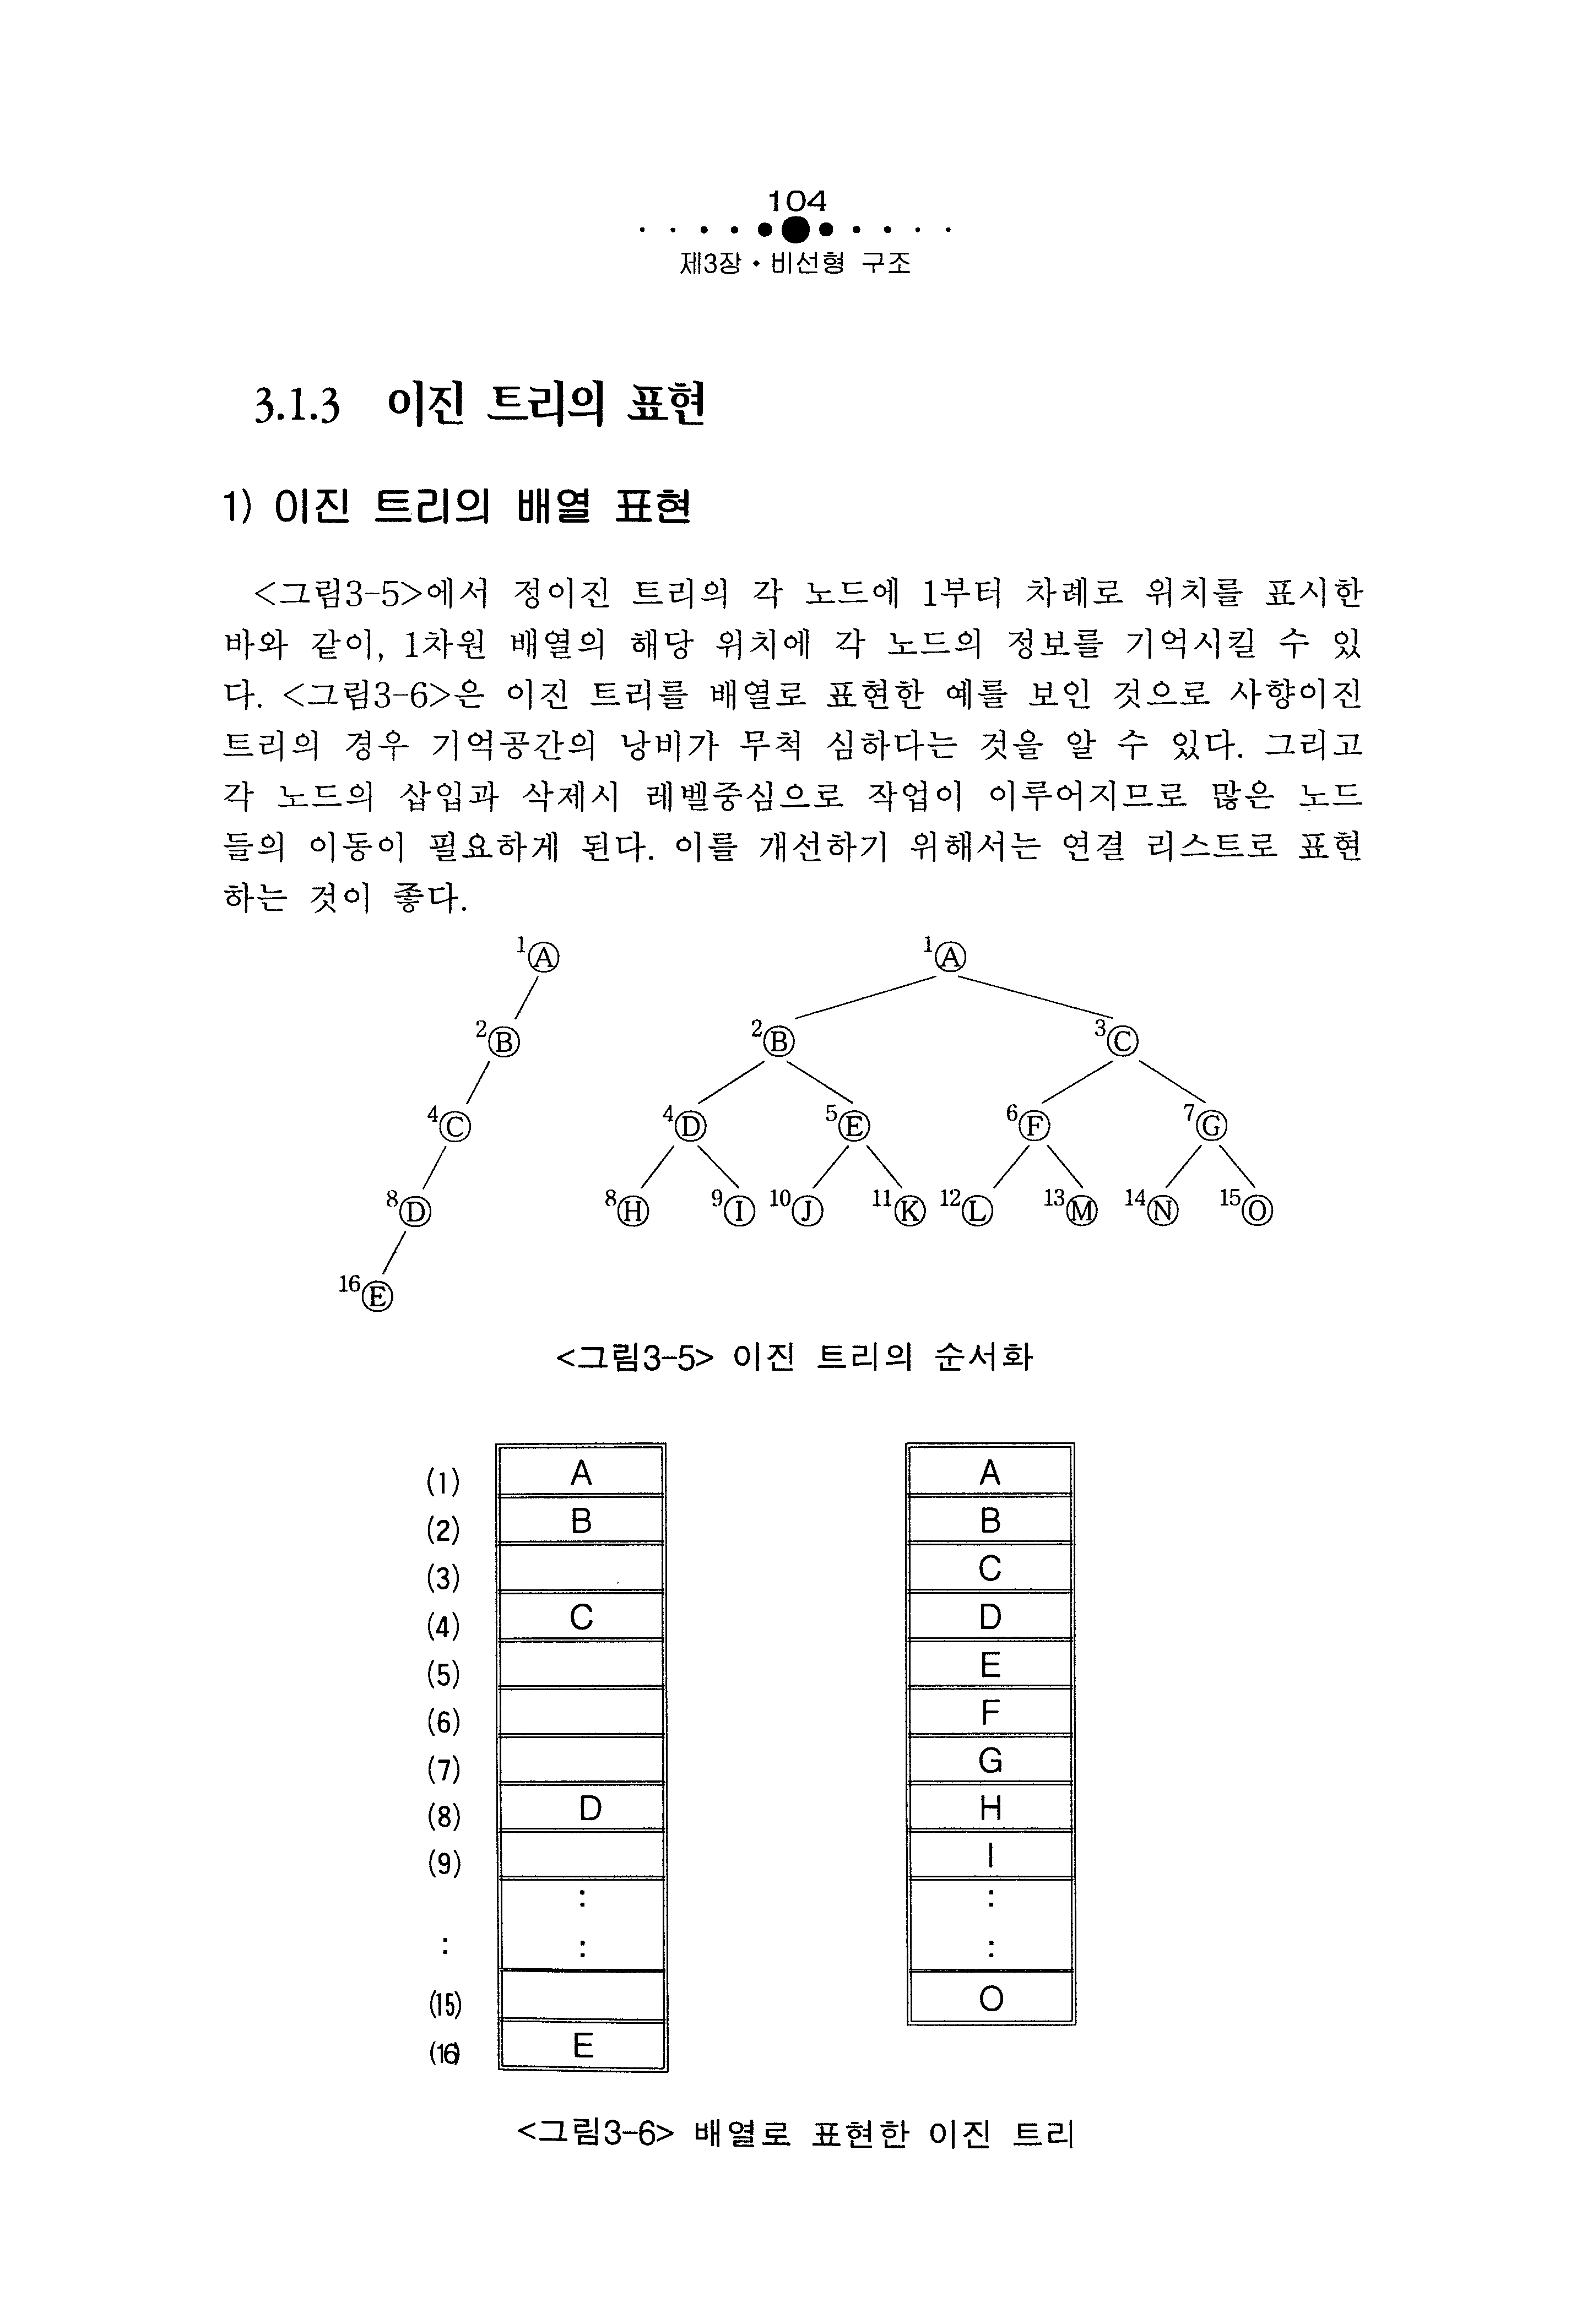 104
제3장 • 비선형 구조
3.1.3 이진 트리의 표현
1) 이진 트리의 배열 표현
<그림3-5>에서 정이진 트리의 각 노드에 1부터 차례로 위치를 표시한
바와 같이, 1차원 배열의 해당 위치에 각 노드의 정보를 기억시킬 수 있
다. <그림3-6>은 이진 트리를 배열로 표현한 예를 보인 것으로 사향이진
트리의 경우 기억공간의 낭비가 무척 심하다는 것을 알 수 있다. 그리고
각 노드의 삽입과 삭제시 레벨중심으로 작업이 이루어지므로 많은 노드
들의 이동이 필요하게 된다. 이를 개선하기 위해서는 연결 리스트로 표현
하는 것이 좋다.
1 A 1 A
2 B 2 B 3 C
4 C 4 D 5 E 6 F 7 G
8 D 8 H 9 I 10 J 11 K 12 L 13 M 14 N 15 O
16 E
<그림3-5> 이진 트리의 순서화
(1) A A
(2) B B
(3) C
(4) C D
(5) E
(6) F
(7) G
(8) D H
(9) I
: :
: : :
(15) O
(16) E
<그림3-6> 배열로 표현한 이진 트리